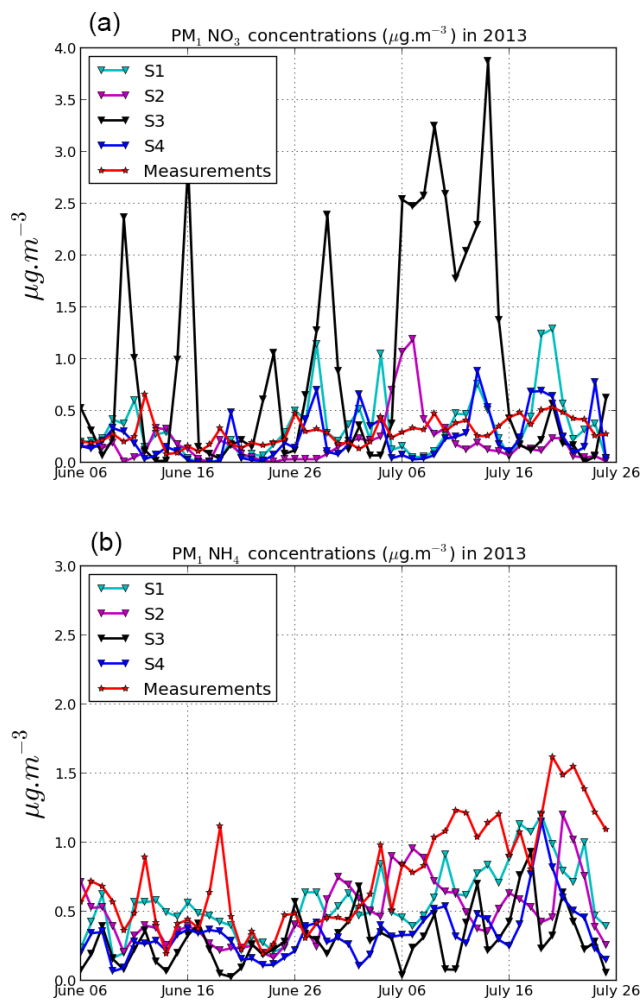 (a)
PM₁ NO₃ concentrations (μg.m⁻³) in 2013
μg.m⁻³
4.0
3.5
3.0
2.5
2.0
1.5
1.0
0.5
0.0
S1
S2
S3
S4
Measurements
June 06 June 16 June 26 July 06 July 16 July 26
(b)
PM₁ NH₄ concentrations (μg.m⁻³) in 2013
μg.m⁻³
3.0
2.5
2.0
1.5
1.0
0.5
0.0
S1
S2
S3
S4
Measurements
June 06 June 16 June 26 July 06 July 16 July 26